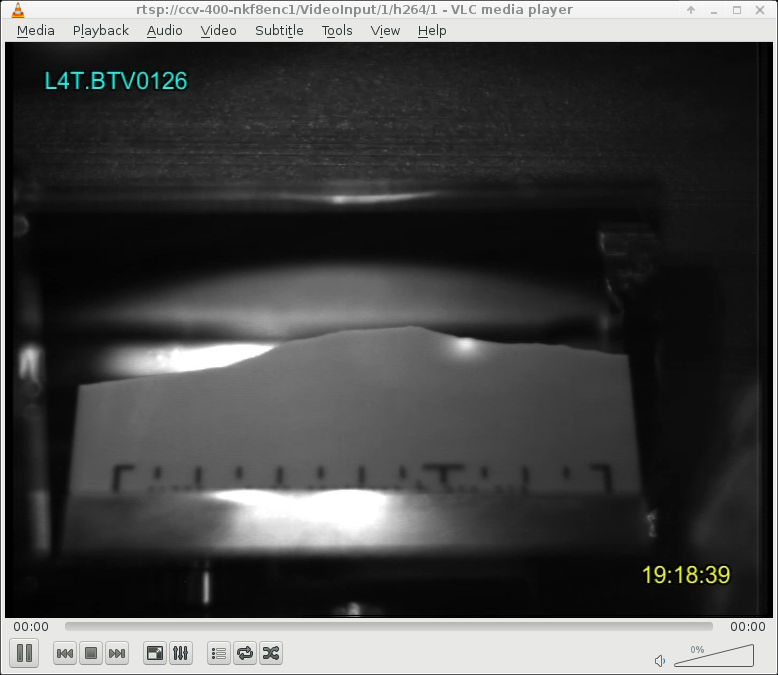 rtsp://ccv-400-nkf8enc1/VideoInput/1/h264/1 - VLC media player
Media Playback Audio Video Subtitle Tools View Help
L4T.BTV0126
19:18:39
00:00 00:00
0%